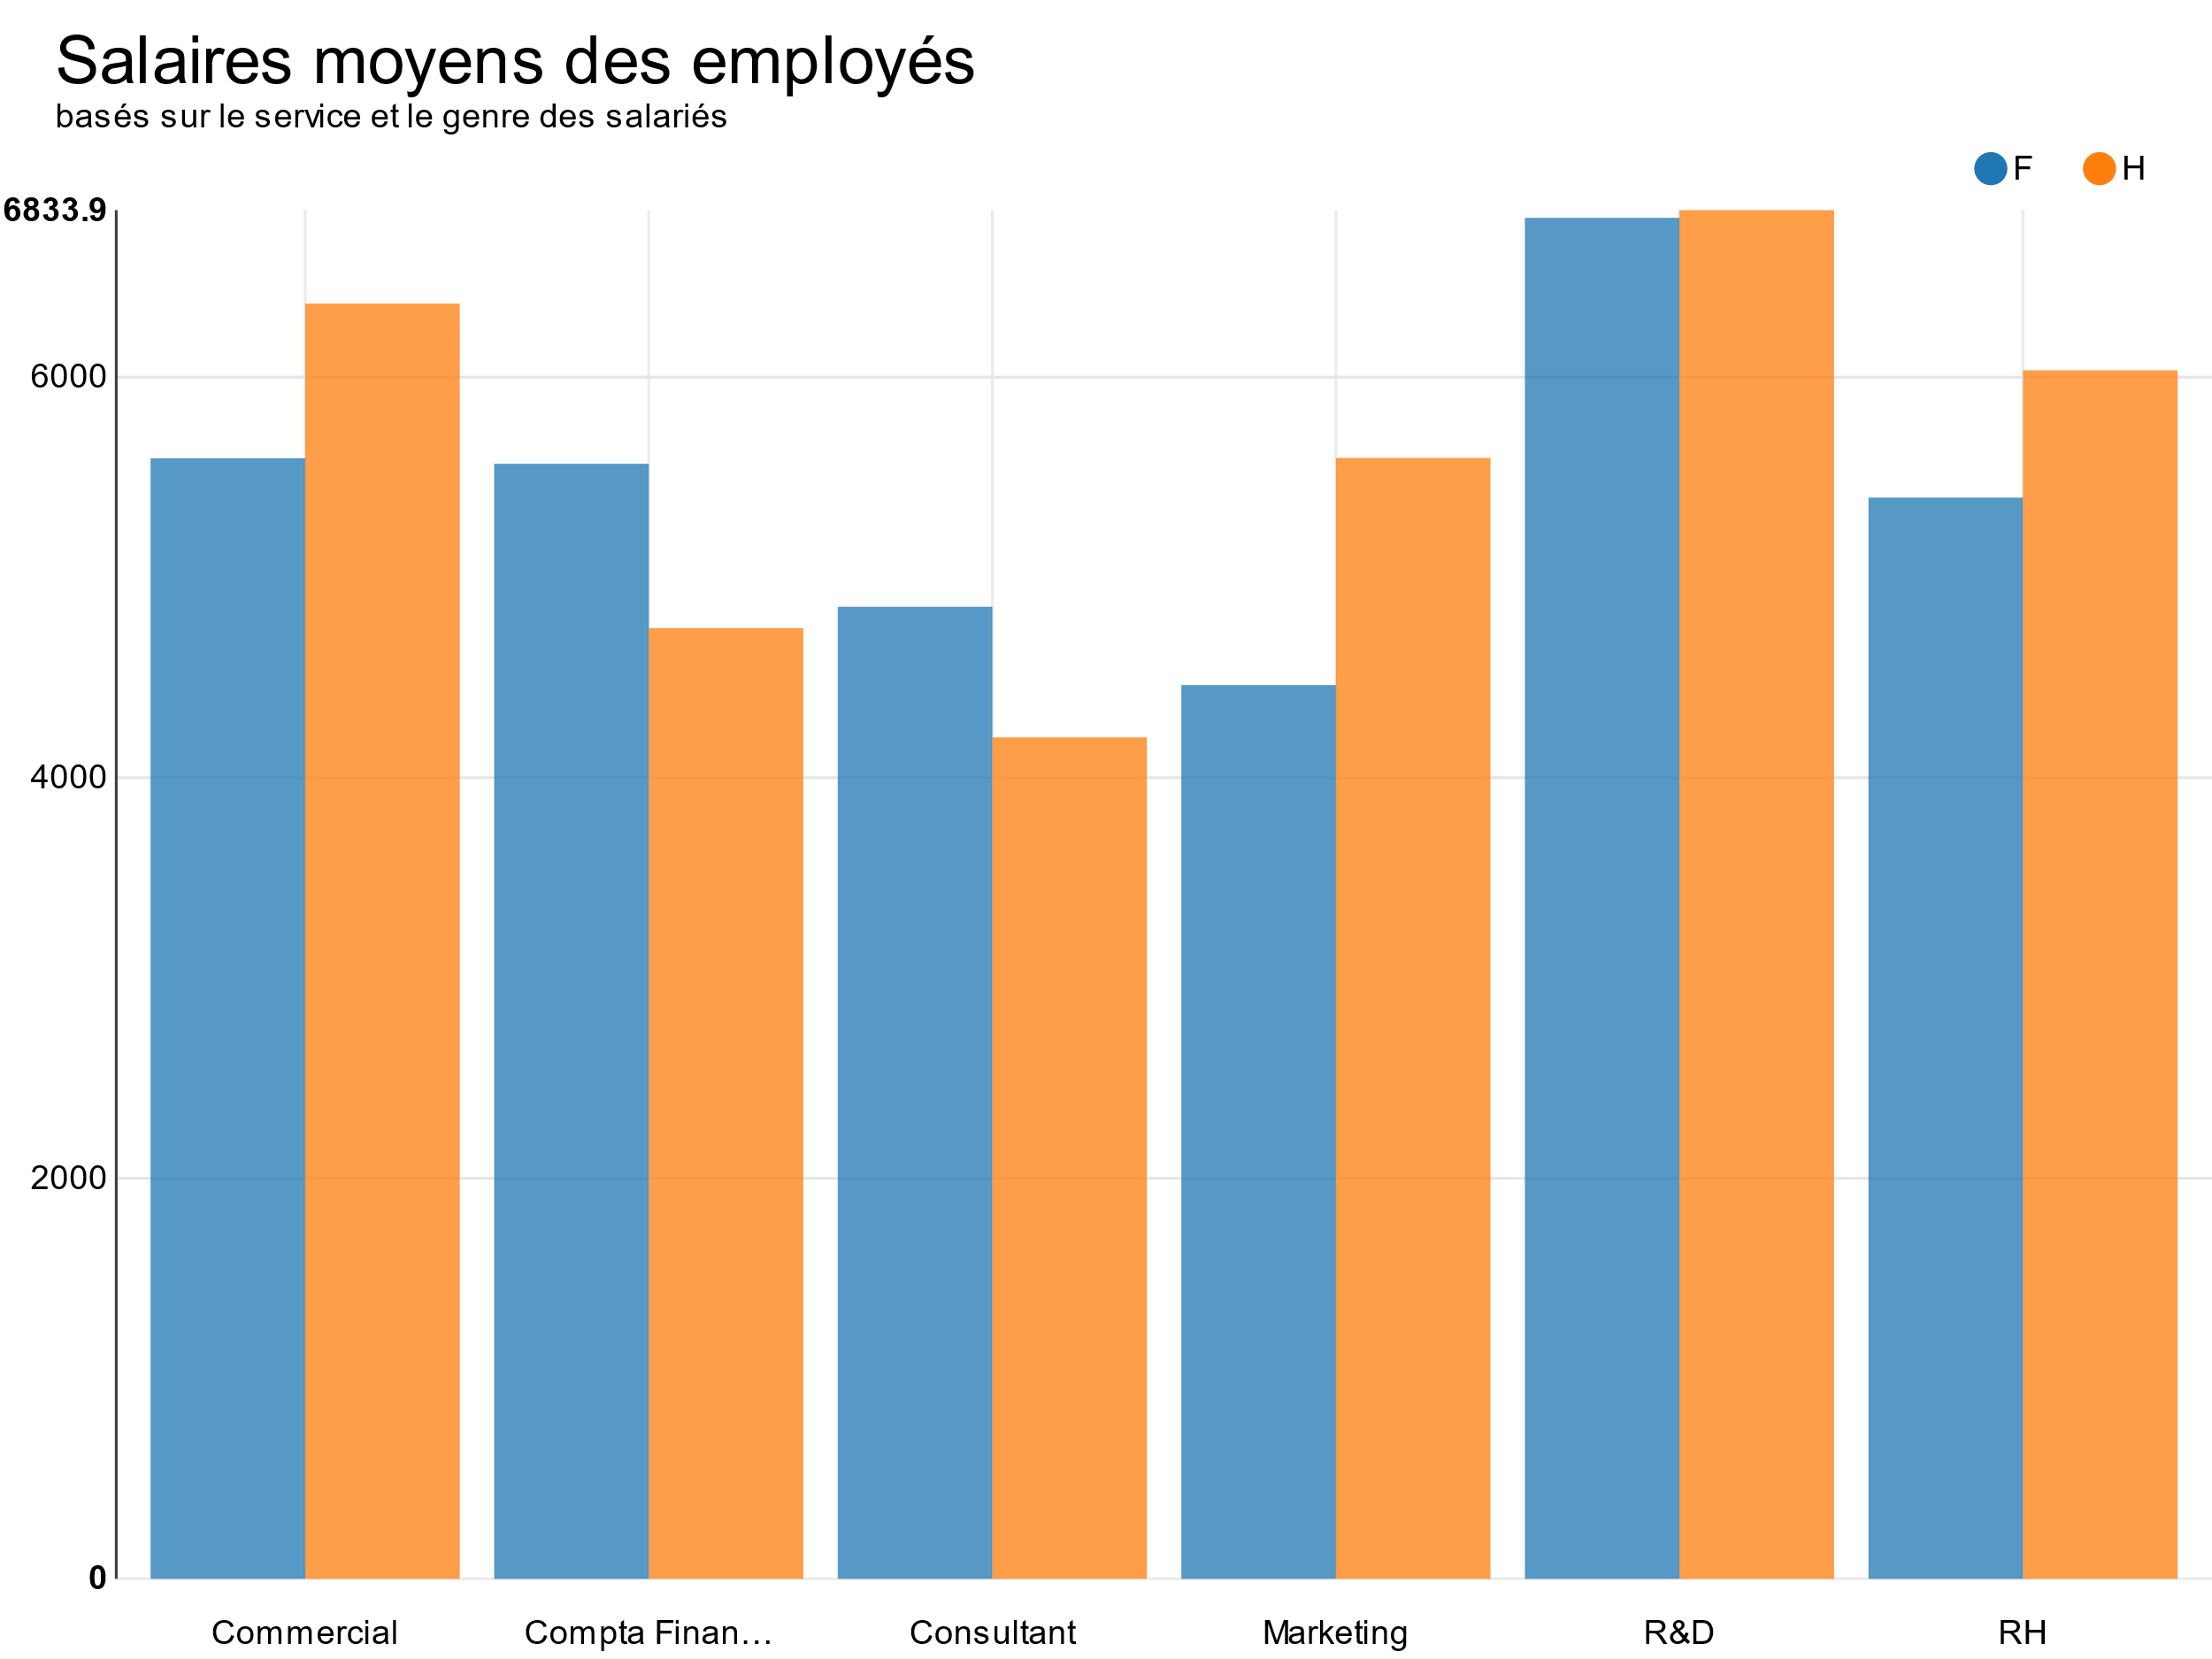 Salaires moyens des employés
basés sur le service et le genre des salariés
F H
6833.9
6000
4000
2000
0
Commercial Compta Finan... Consultant Marketing R&D RH